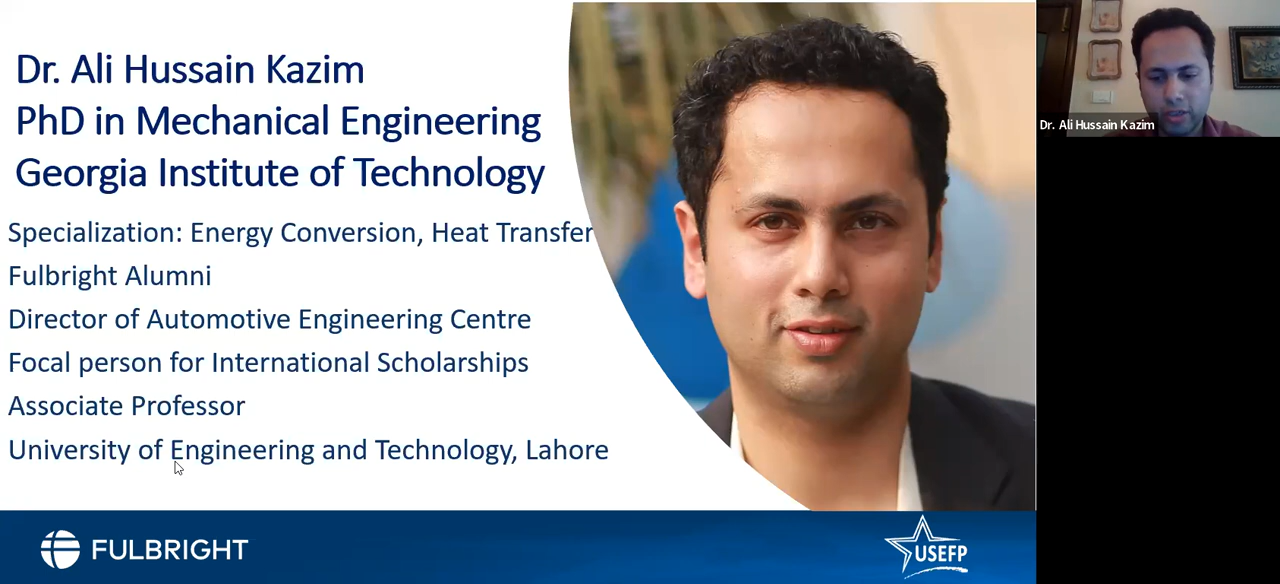 Dr. Ali Hussain Kazim
PhD in Mechanical Engineering
Georgia Institute of Technology
Specialization: Energy Conversion, Heat Transfer
Fulbright Alumni
Director of Automotive Engineering Centre
Focal person for International Scholarships
Associate Professor
University of Engineering and Technology, Lahore
FULBRIGHT
USEFP
Dr. Ali Hussain Kazim